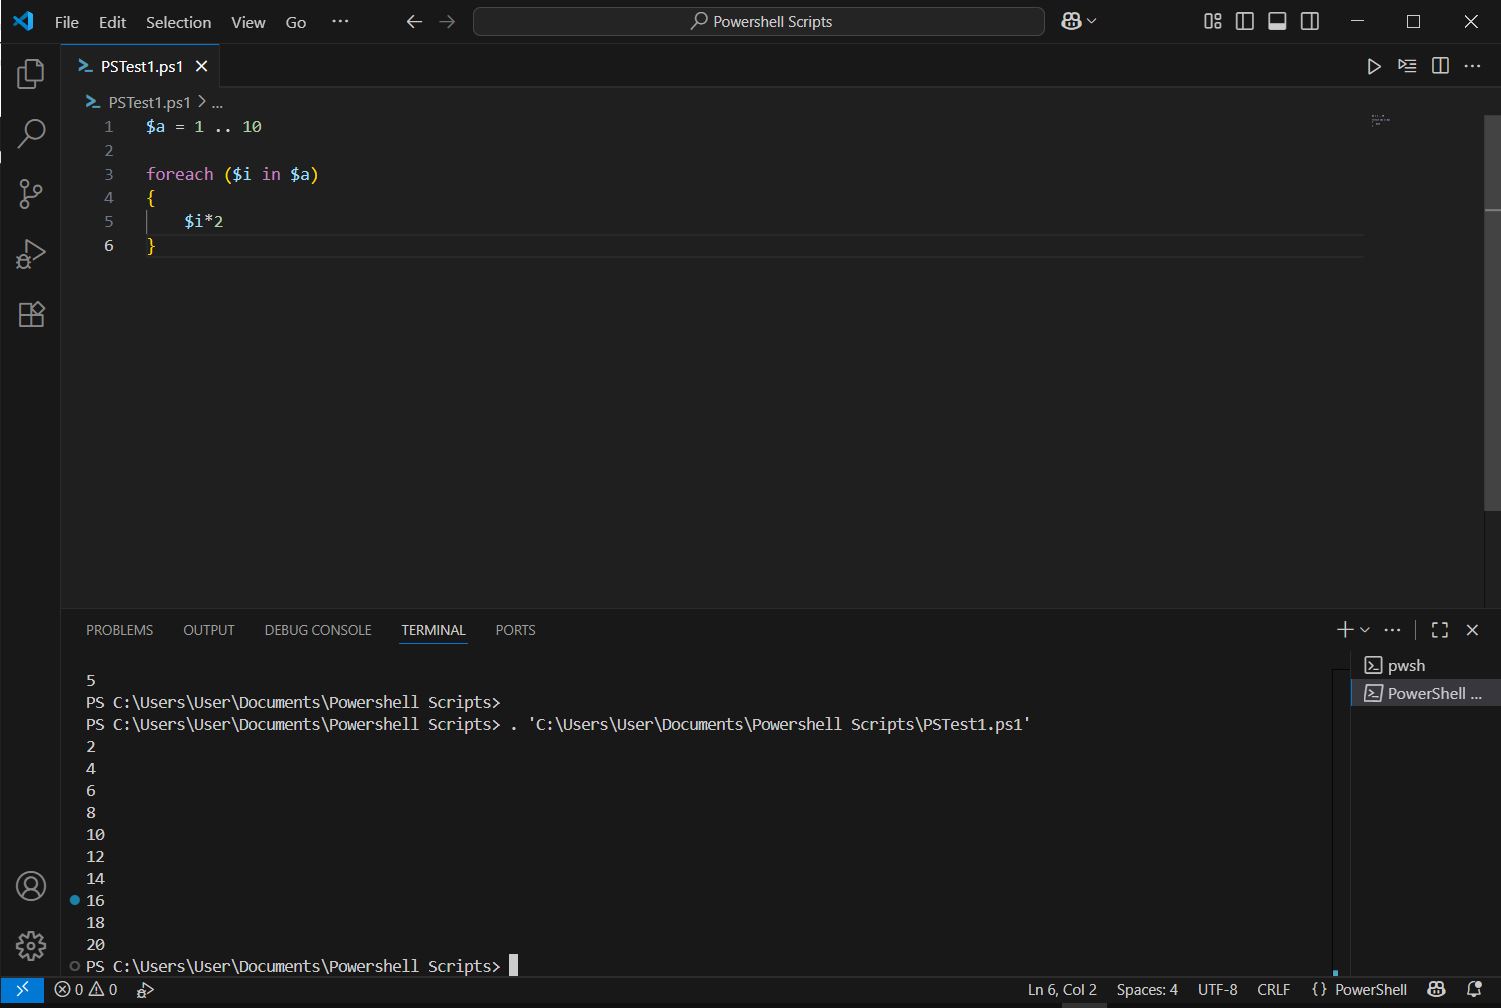 File Edit Selection View Go ··· Powershell Scripts
PSTest1.ps1
PSTest1.ps1 > ...
1 $a = 1 .. 10
2
3 foreach ($i in $a)
4 {
5 $i*2
6 }
PROBLEMS OUTPUT DEBUG CONSOLE TERMINAL PORTS
pwsh
PowerShell ...
5
PS C:\Users\User\Documents\Powershell Scripts>
PS C:\Users\User\Documents\Powershell Scripts> . 'C:\Users\User\Documents\Powershell Scripts\PSTest1.ps1'
2
4
6
8
10
12
14
16
18
20
PS C:\Users\User\Documents\Powershell Scripts>
0 0 Ln 6, Col 2 Spaces: 4 UTF-8 CRLF {} PowerShell